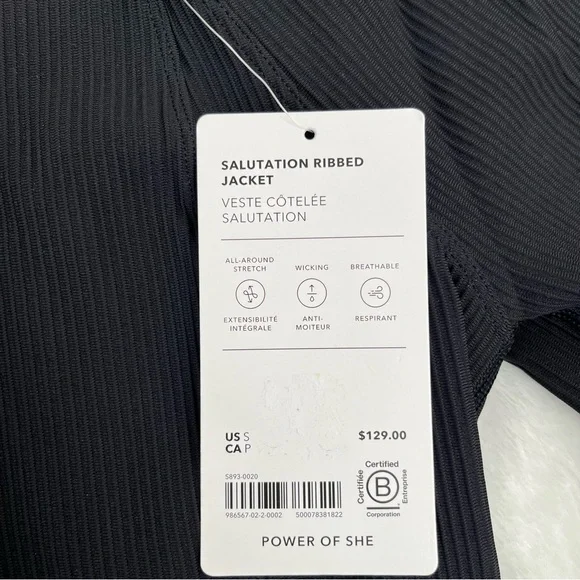 SALUTATION RIBBED
JACKET
VESTE CÔTELÉE
SALUTATION
ALL-AROUND
STRETCH
WICKING
BREATHABLE
EXTENSIBILITÉ
INTÉGRALE
ANTI-
MOITEUR
RESPIRANT
US S
CA P
$129.00
S893-0020
986567-02-2-0002 500078381822
Certified
Certifiée
B
Entreprise
Corporation
POWER OF SHE